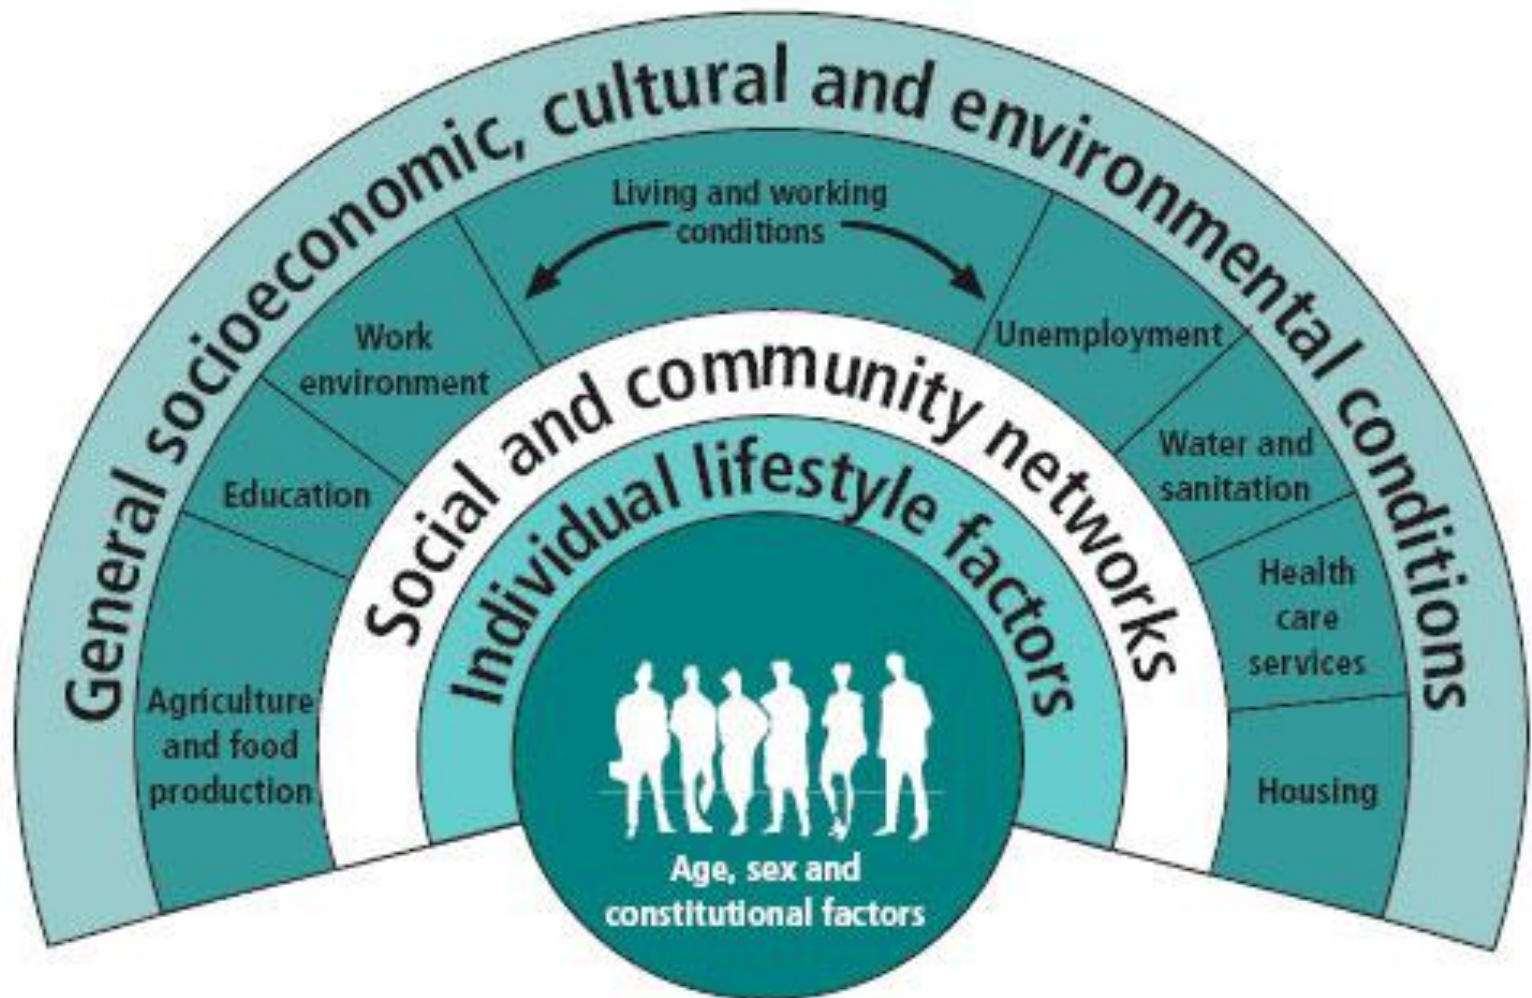 General socioeconomic, cultural and environmental conditions
Living and working
conditions
Work
environment
Education
Agriculture
and food
production
Unemployment
Water and
sanitation
Health
care
services
Housing
Social and community networks
Individual lifestyle factors
Age, sex and
constitutional factors